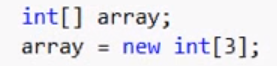 int[] array;
array = new int[3];